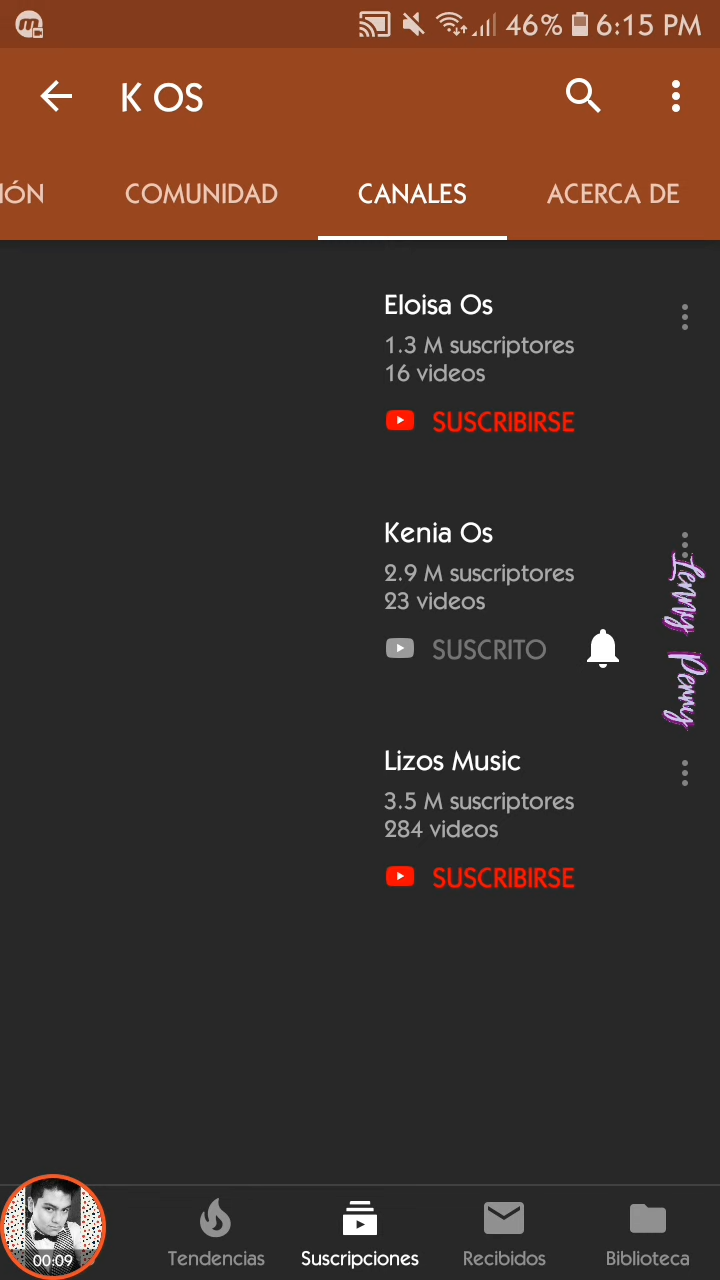 46% 6:15 PM
K OS
IÓN COMUNIDAD CANALES ACERCA DE
Eloisa Os
1.3 M suscriptores
16 videos
SUSCRIBIRSE
Kenia Os
2.9 M suscriptores
23 videos
SUSCRITO
Lenny Penny
Lizos Music
3.5 M suscriptores
284 videos
SUSCRIBIRSE
00:09
Tendencias Suscripciones Recibidos Biblioteca